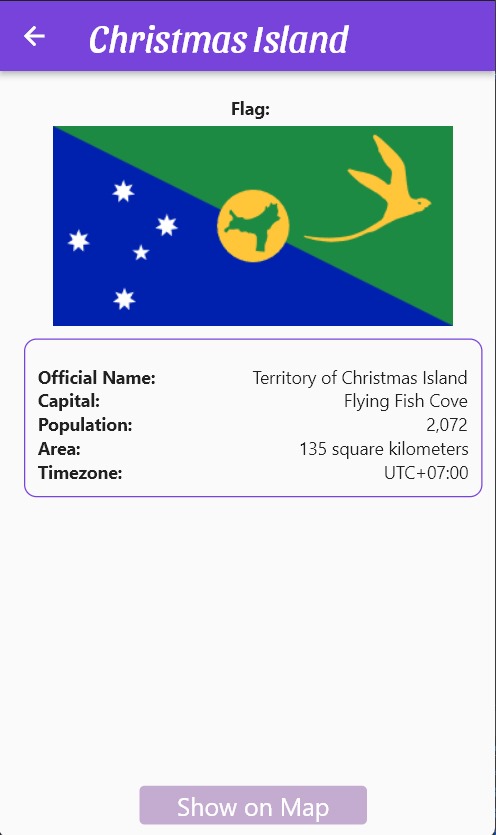 Christmas Island
Flag:
Official Name: Territory of Christmas Island
Capital: Flying Fish Cove
Population: 2,072
Area: 135 square kilometers
Timezone: UTC+07:00
Show on Map